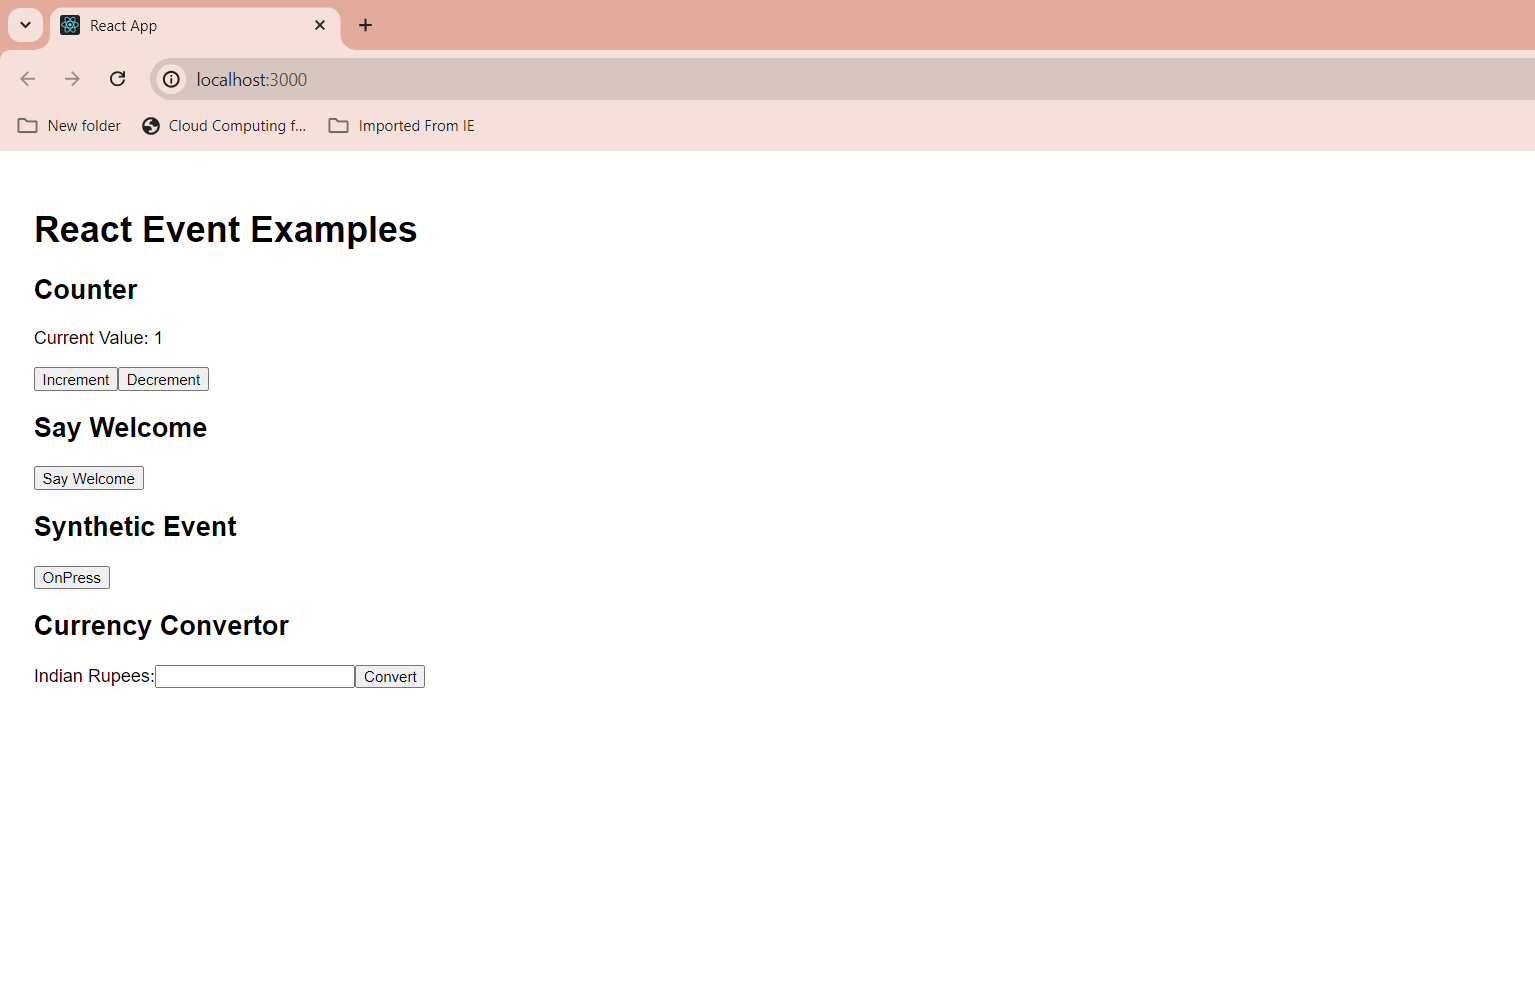 React App
localhost:3000
New folder Cloud Computing f... Imported From IE
React Event Examples
Counter
Current Value: 1
Increment Decrement
Say Welcome
Say Welcome
Synthetic Event
OnPress
Currency Convertor
Indian Rupees: Convert